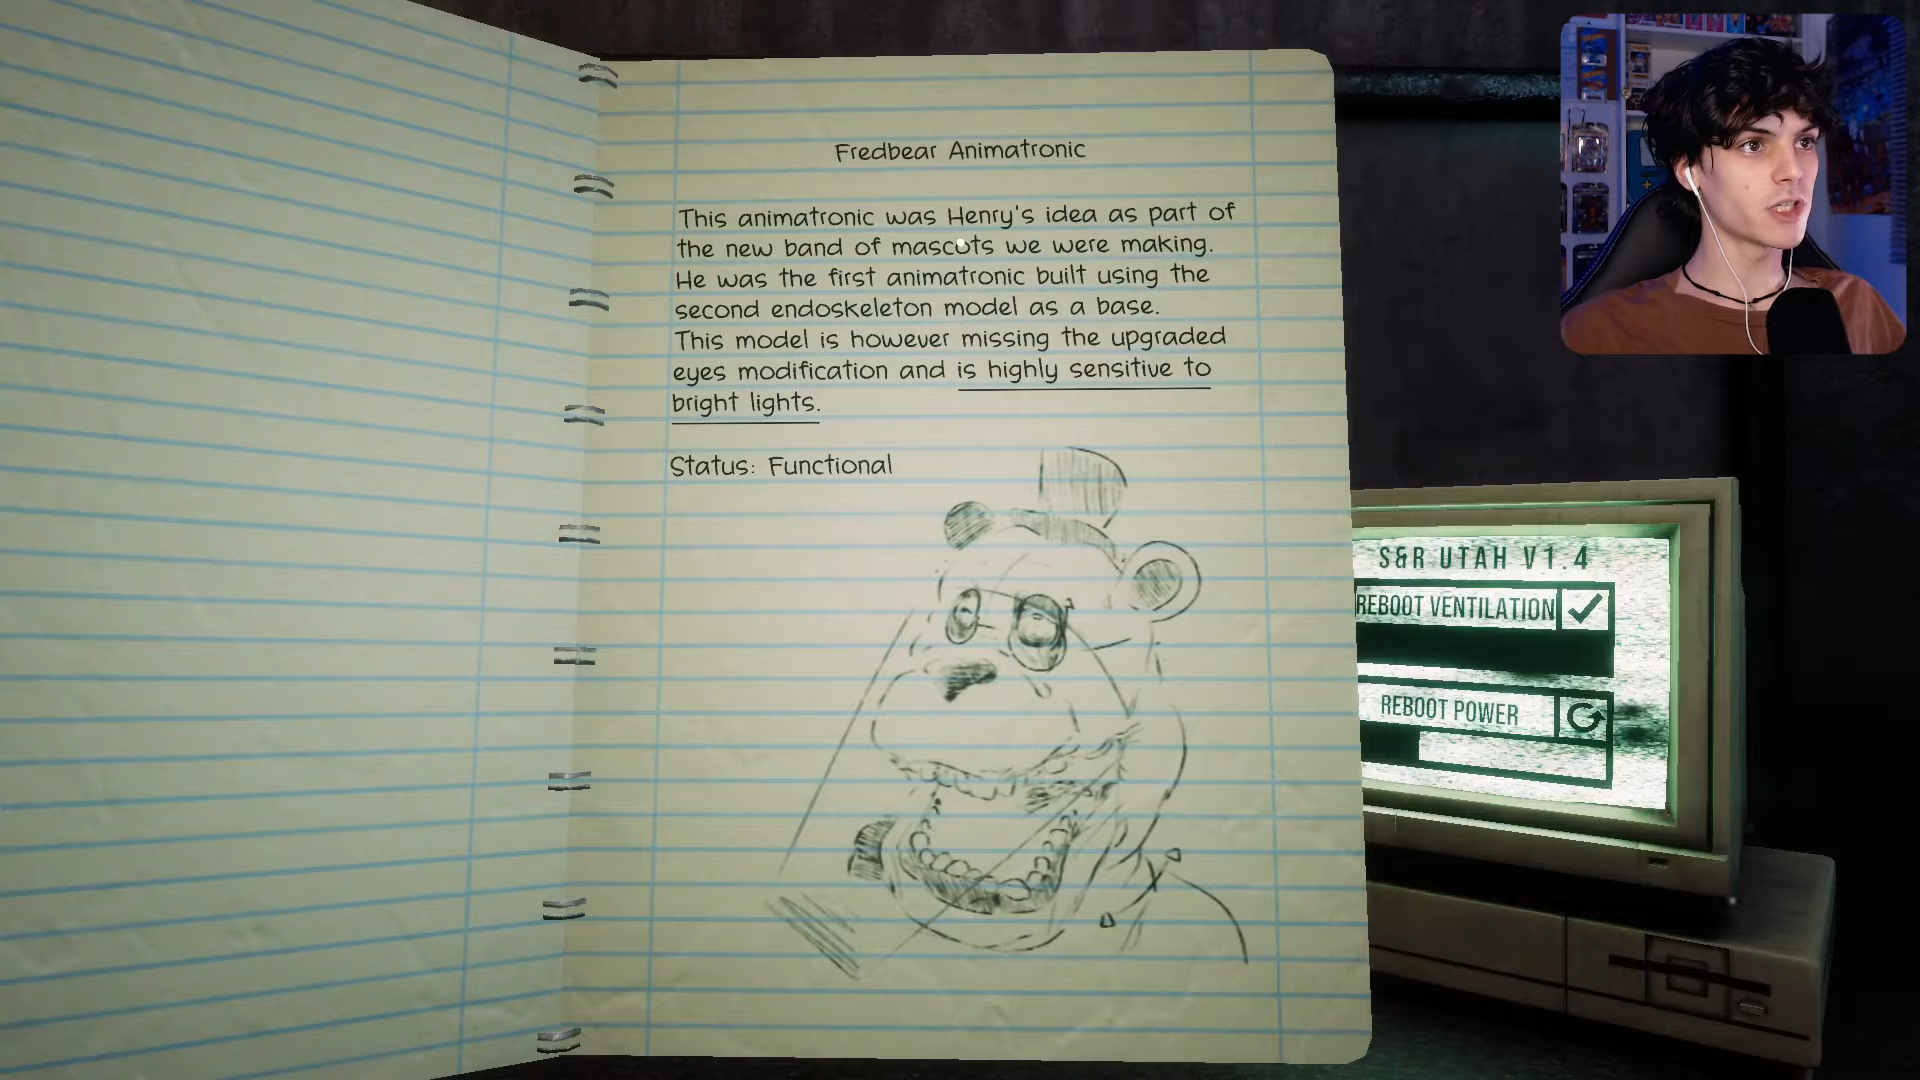 Fredbear Animatronic
This animatronic was Henry's idea as part of
the new band of mascots we were making.
He was the first animatronic built using the
second endoskeleton model as a base.
This model is however missing the upgraded
eyes modification and is highly sensitive to
bright lights.
Status: Functional
S&R UTAH V1.4
REBOOT VENTILATION
REBOOT POWER